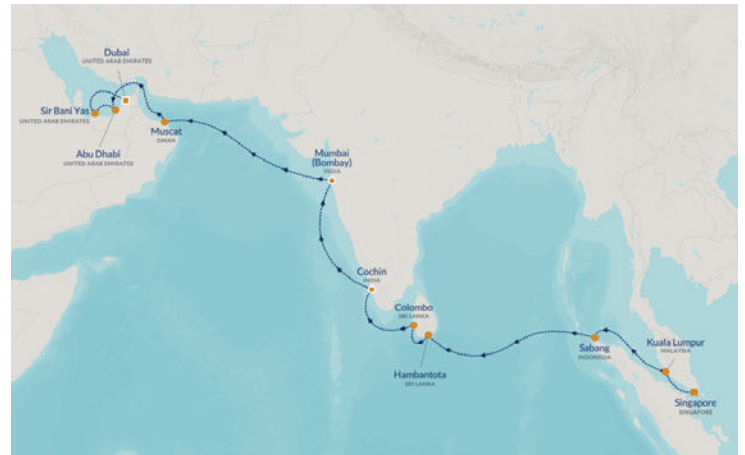 Dubai
UNITED ARAB EMIRATES
Sir Bani Yas
UNITED ARAB EMIRATES
Abu Dhabi
UNITED ARAB EMIRATES
Muscat
OMAN
Mumbai
(Bombay)
INDIA
Cochin
INDIA
Colombo
SRI LANKA
Hambantota
SRI LANKA
Sabang
INDONESIA
Kuala Lumpur
MALAYSIA
Singapore
SINGAPORE